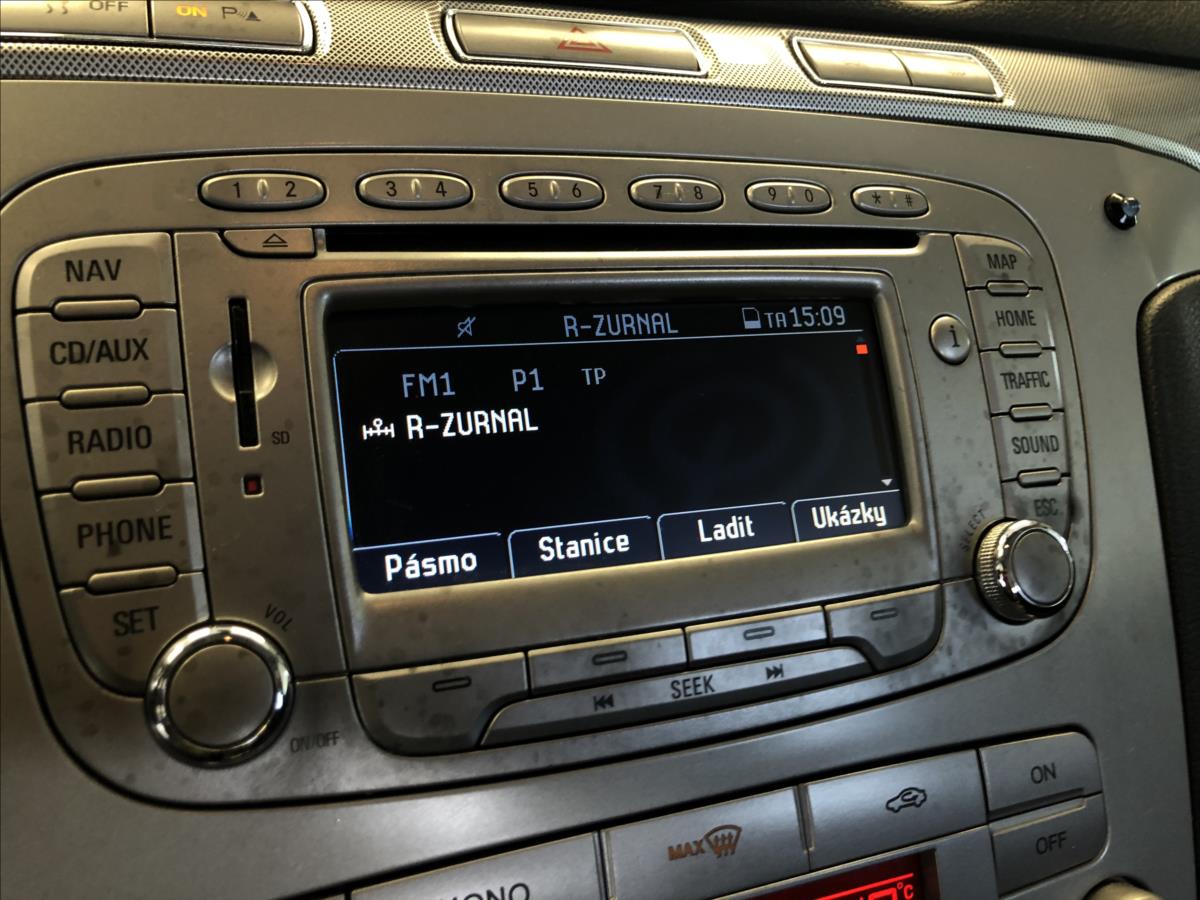 OFF ON P
1 2 3 4 5 6 7 8 9 0 * #
NAV
CD/AUX
RADIO
PHONE
SET
SD
VOL
ON/OFF
R-ZURNAL TA 15:09
FM1 P1 TP
R-ZURNAL
Pásmo Stanice Ladit Ukázky
SEEK
MAP
i
HOME
TRAFFIC
SOUND
ESC
SELECT
MAX
ON
OFF
°C